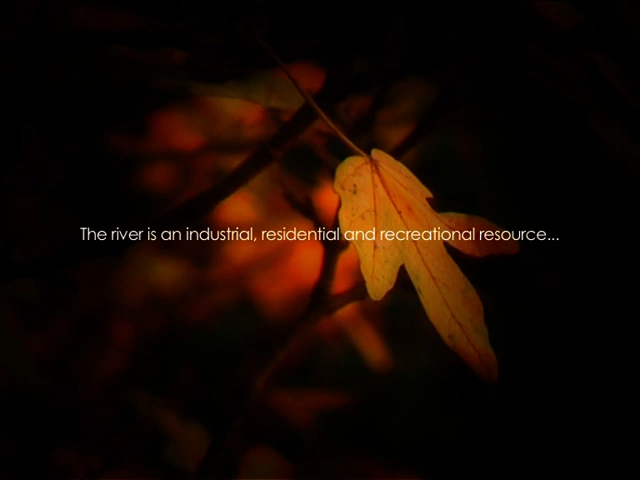 The river is an industrial, residential and recreational resource...